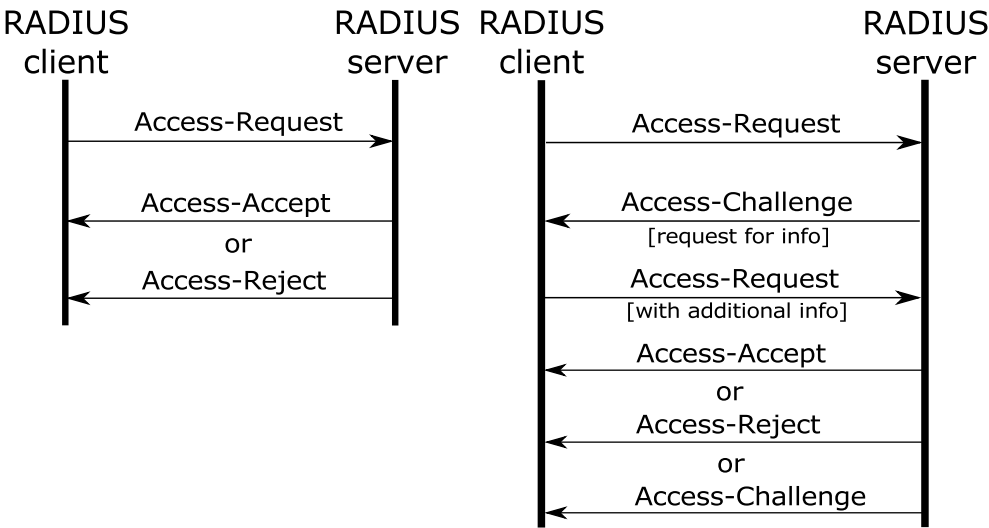 RADIUS
client
RADIUS
server
Access-Request
Access-Accept
or
Access-Reject
RADIUS
client
RADIUS
server
Access-Request
Access-Challenge
[request for info]
Access-Request
[with additional info]
Access-Accept
or
Access-Reject
or
Access-Challenge